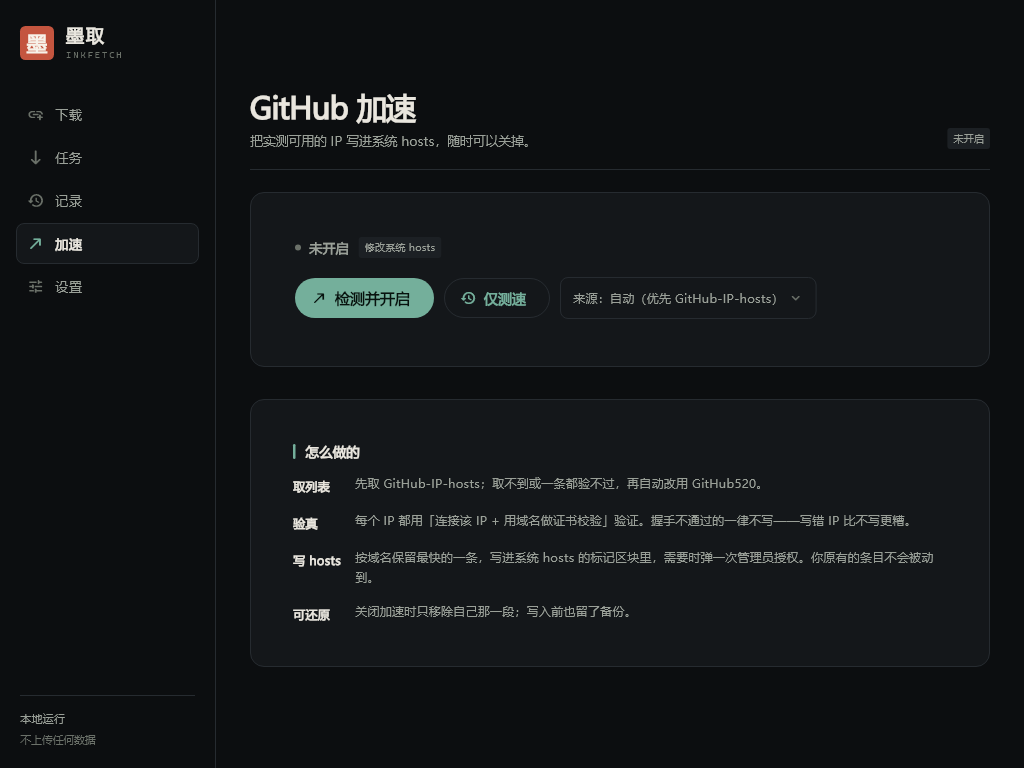 墨
墨取
INKFETCH
下载
任务
记录
加速
设置
本地运行
不上传任何数据
GitHub 加速
把实测可用的 IP 写进系统 hosts，随时可以关掉。
未开启
未开启
修改系统 hosts
检测并开启
仅测速
来源：自动（优先 GitHub-IP-hosts）
怎么做的
取列表
先取 GitHub-IP-hosts；取不到或一条都验不过，再自动改用 GitHub520。
验真
每个 IP 都用「连接该 IP + 用域名做证书校验」验证。握手不通过的一律不写——写错 IP 比不写更糟。
写 hosts
按域名保留最快的一条，写进系统 hosts 的标记区块里，需要时弹一次管理员授权。你原有的条目不会被动
到。
可还原
关闭加速时只移除自己那一段；写入前也留了备份。